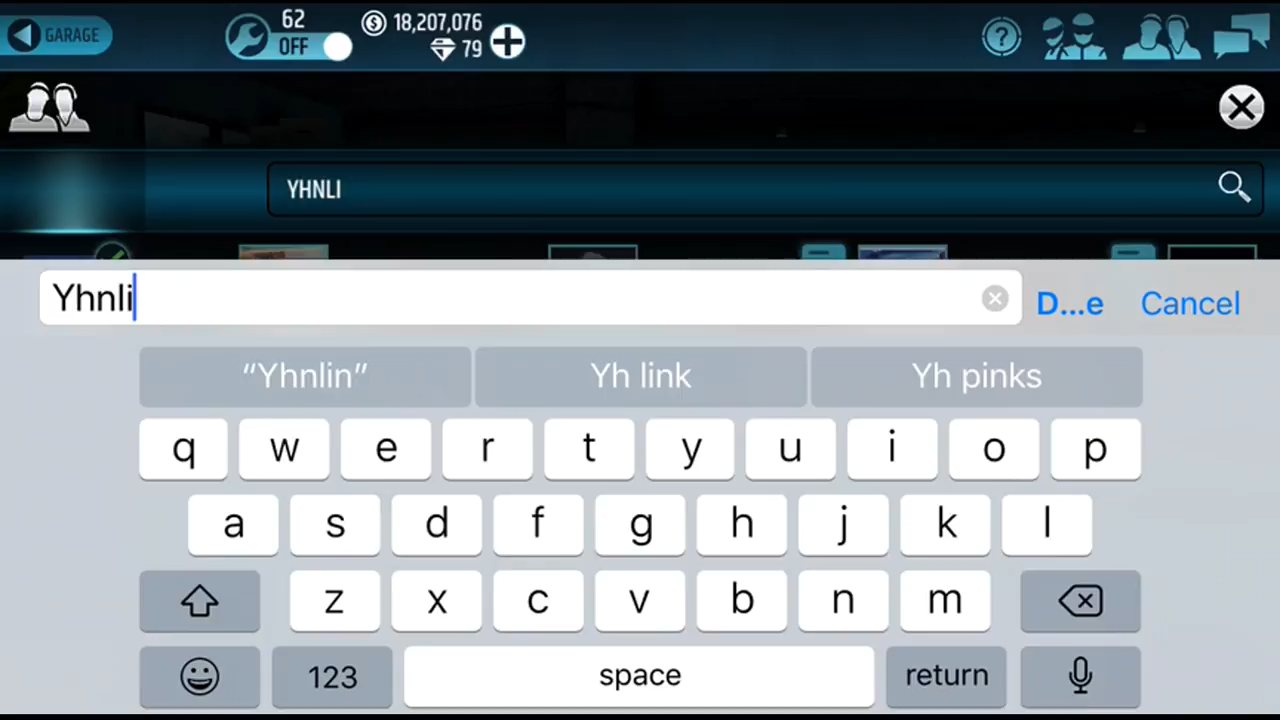 GARAGE
62
OFF
18,207,076
79
?
YHNLI
Yhnli
D...e
Cancel
“Yhnlin”
Yh link
Yh pinks
q w e r t y u i o p
a s d f g h j k l
z x c v b n m
123
space
return